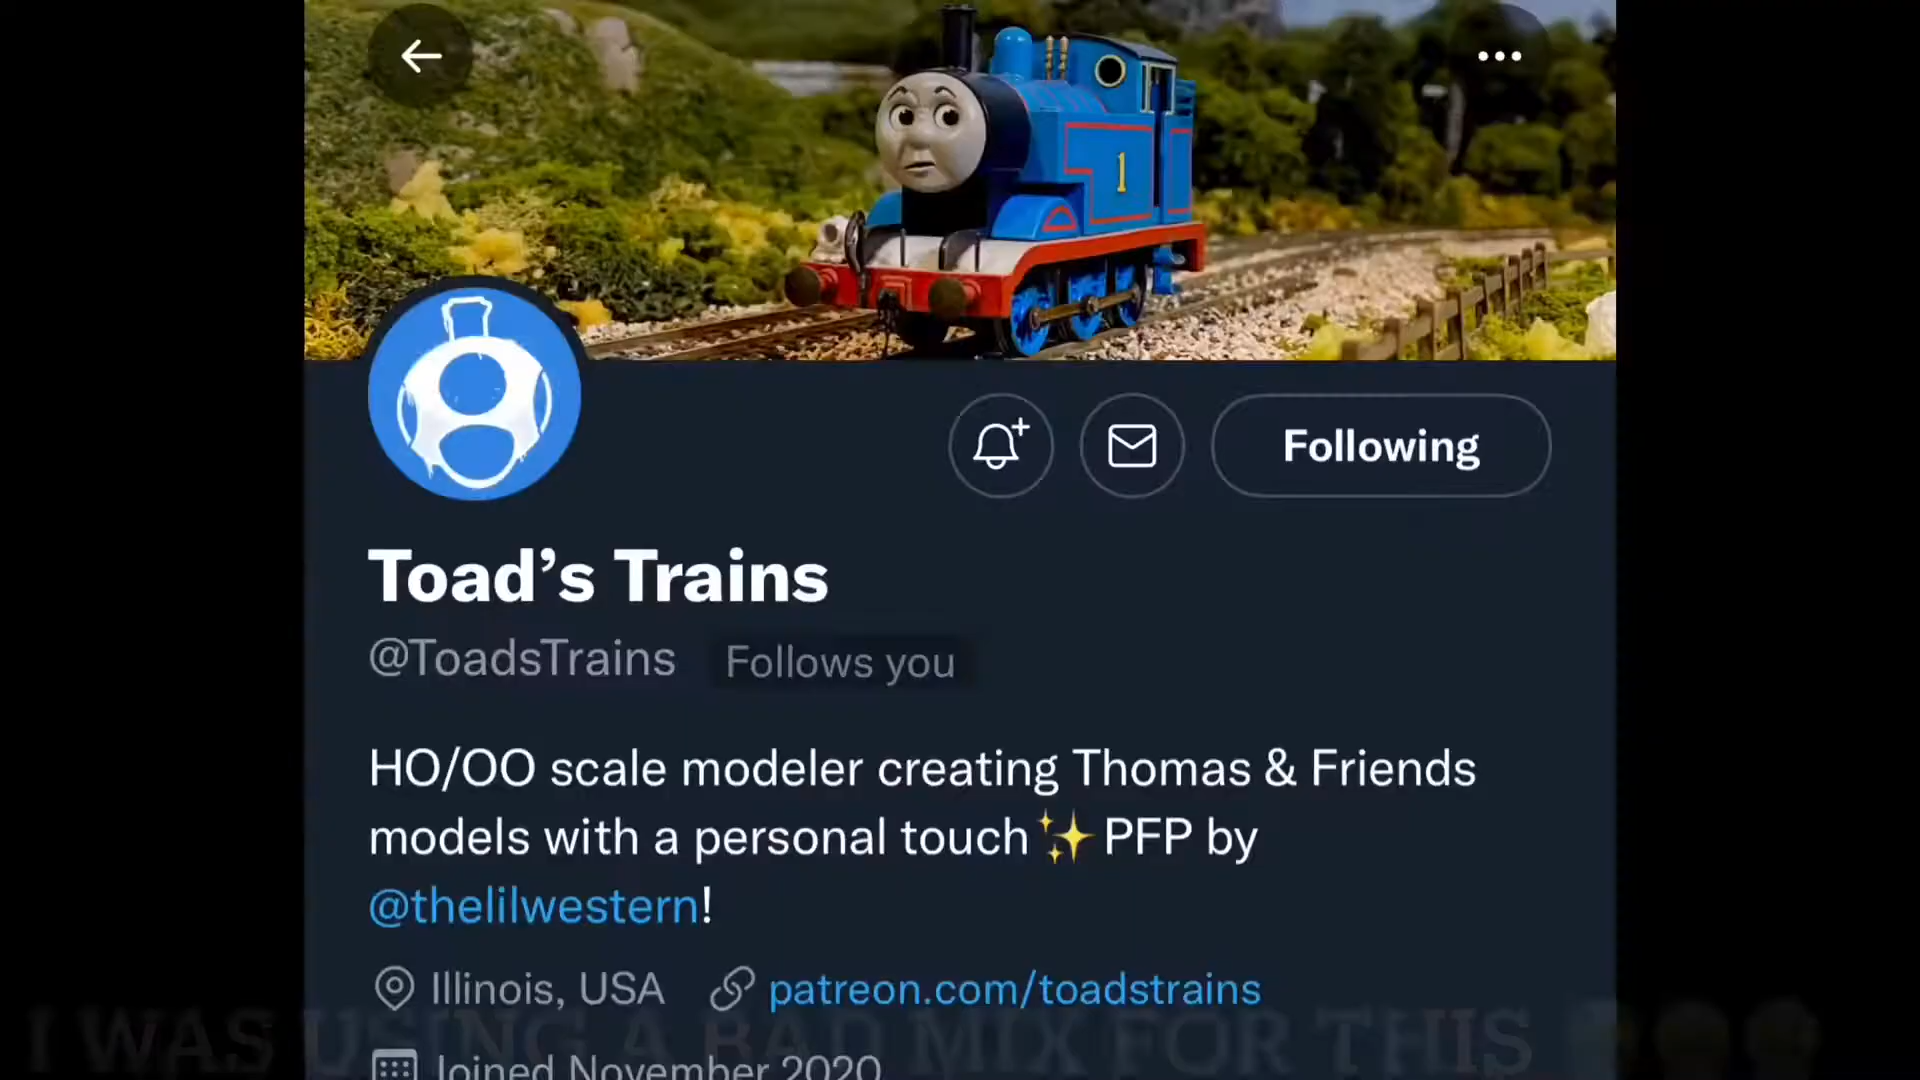 1
Following
Toad’s Trains
@ToadsTrains Follows you
HO/OO scale modeler creating Thomas & Friends
models with a personal touch✨PFP by
@thelilwestern!
Illinois, USA patreon.com/toadstrains
I WAS USING A BAD MIX FOR THIS
Joined November 2020